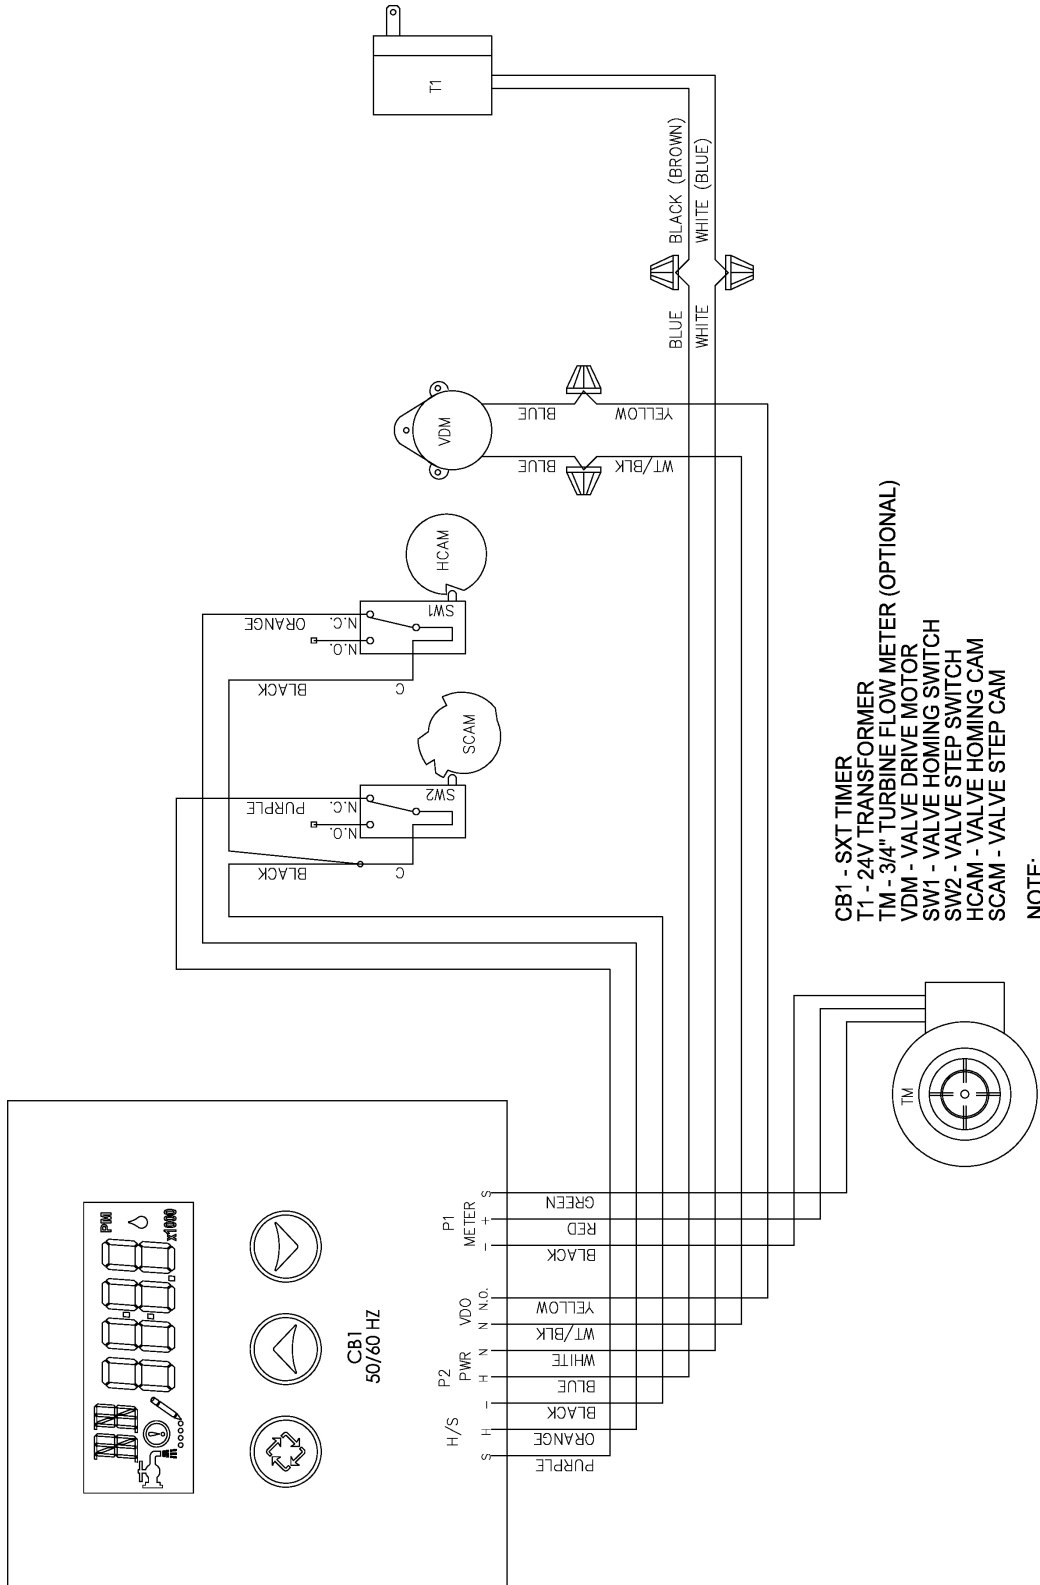 T1
BLACK (BROWN)
WHITE (BLUE)
BLUE
WHITE
VDM
BLUE
YELLOW
BLUE
WT/BLK
HCAM
SW1
ORANGE
N.C.
N.O.
BLACK
C
SCAM
SW2
PURPLE
N.C.
N.O.
BLACK
C
CB1 - SXT TIMER
T1 - 24V TRANSFORMER
TM - 3/4" TURBINE FLOW METER (OPTIONAL)
VDM - VALVE DRIVE MOTOR
SW1 - VALVE HOMING SWITCH
SW2 - VALVE STEP SWITCH
HCAM - VALVE HOMING CAM
SCAM - VALVE STEP CAM
NOTE:
TM
PM
x1000
CB1
50/60 HZ
P1
METER
S
+
-
GREEN
RED
BLACK
VDO
N.O.
N
YELLOW
WT/BLK
P2
PWR
N
H
WHITE
BLUE
H/S
-
H
S
BLACK
ORANGE
PURPLE